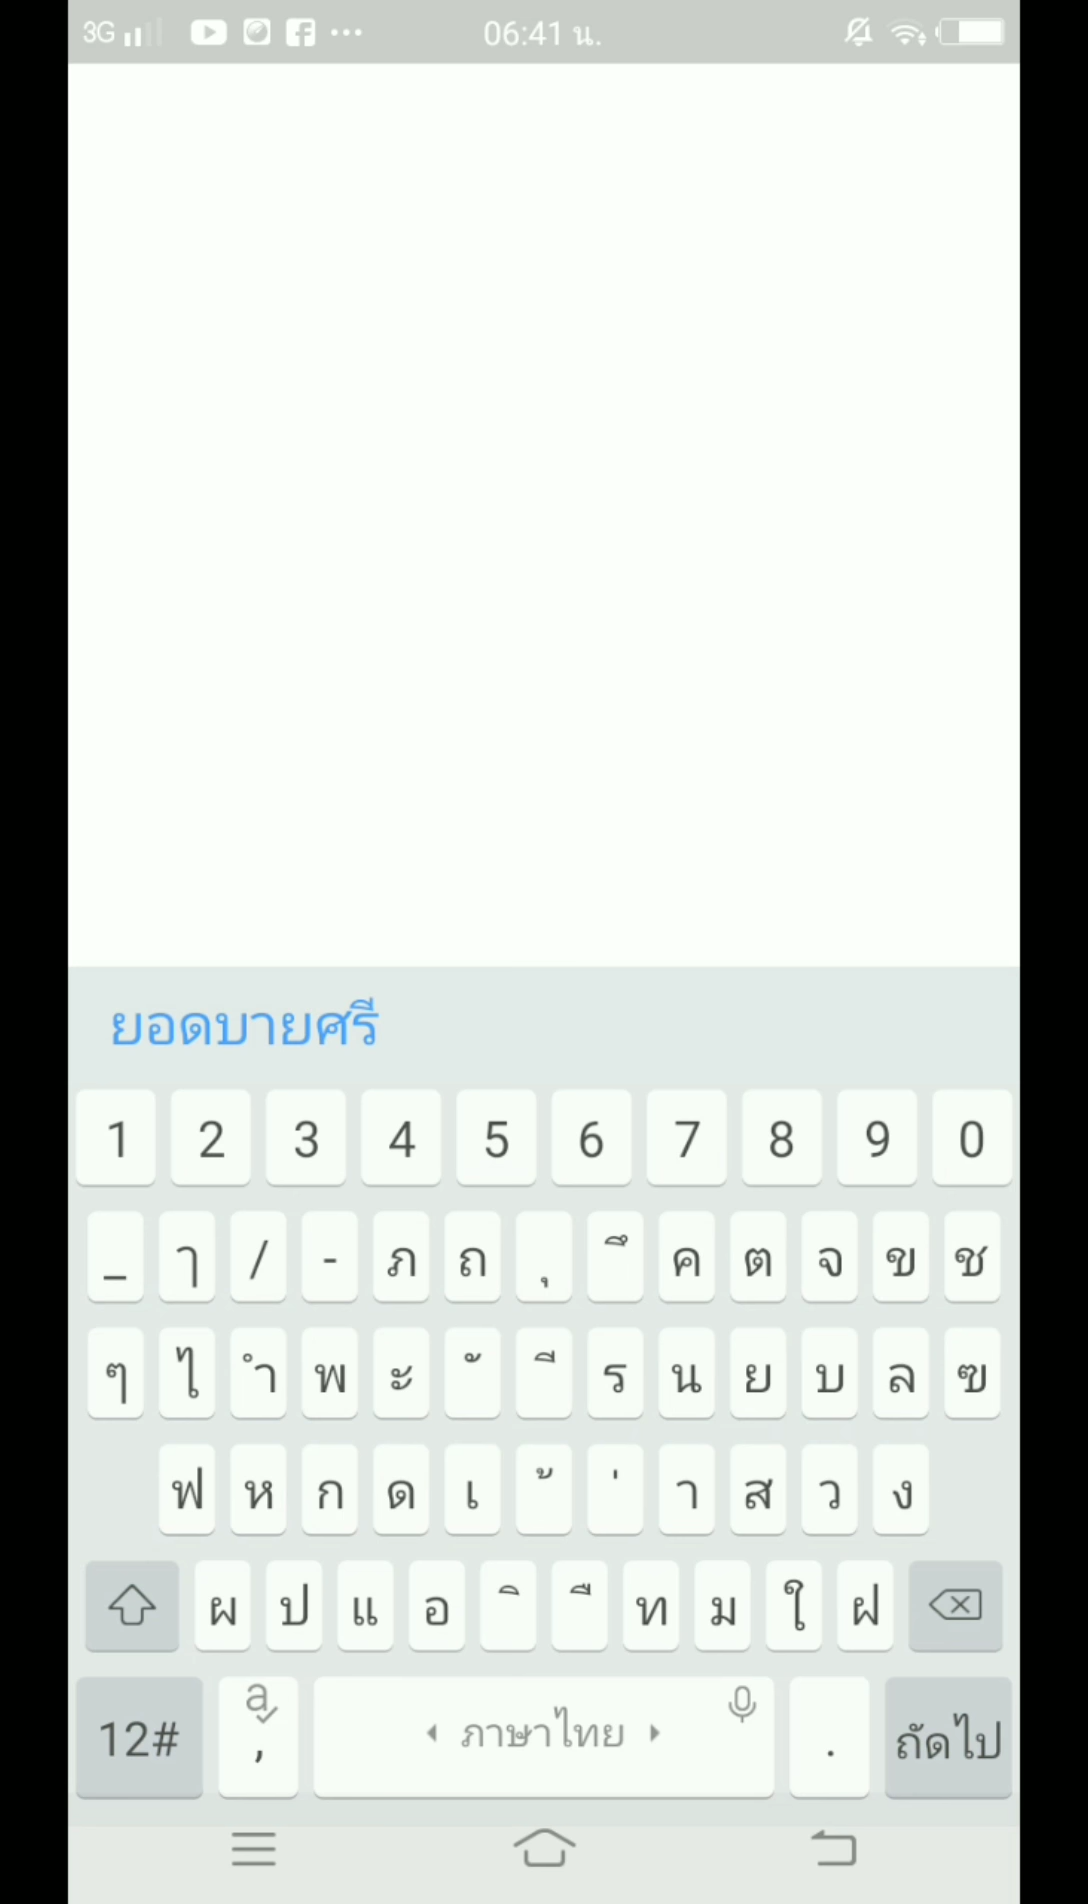 3G 06:41 น.
ยอดบายศรี
1 2 3 4 5 6 7 8 9 0
_ ๅ / - ภ ถ ุ ึ ค ต จ ข ช
ๆ ไ ำ พ ะ ั ี ร น ย บ ล ฃ
ฟ ห ก ด เ ้ ่ า ส ว ง
ผ ป แ อ ิ ื ท ม ใ ฝ
12# a , ภาษาไทย . ถัดไป